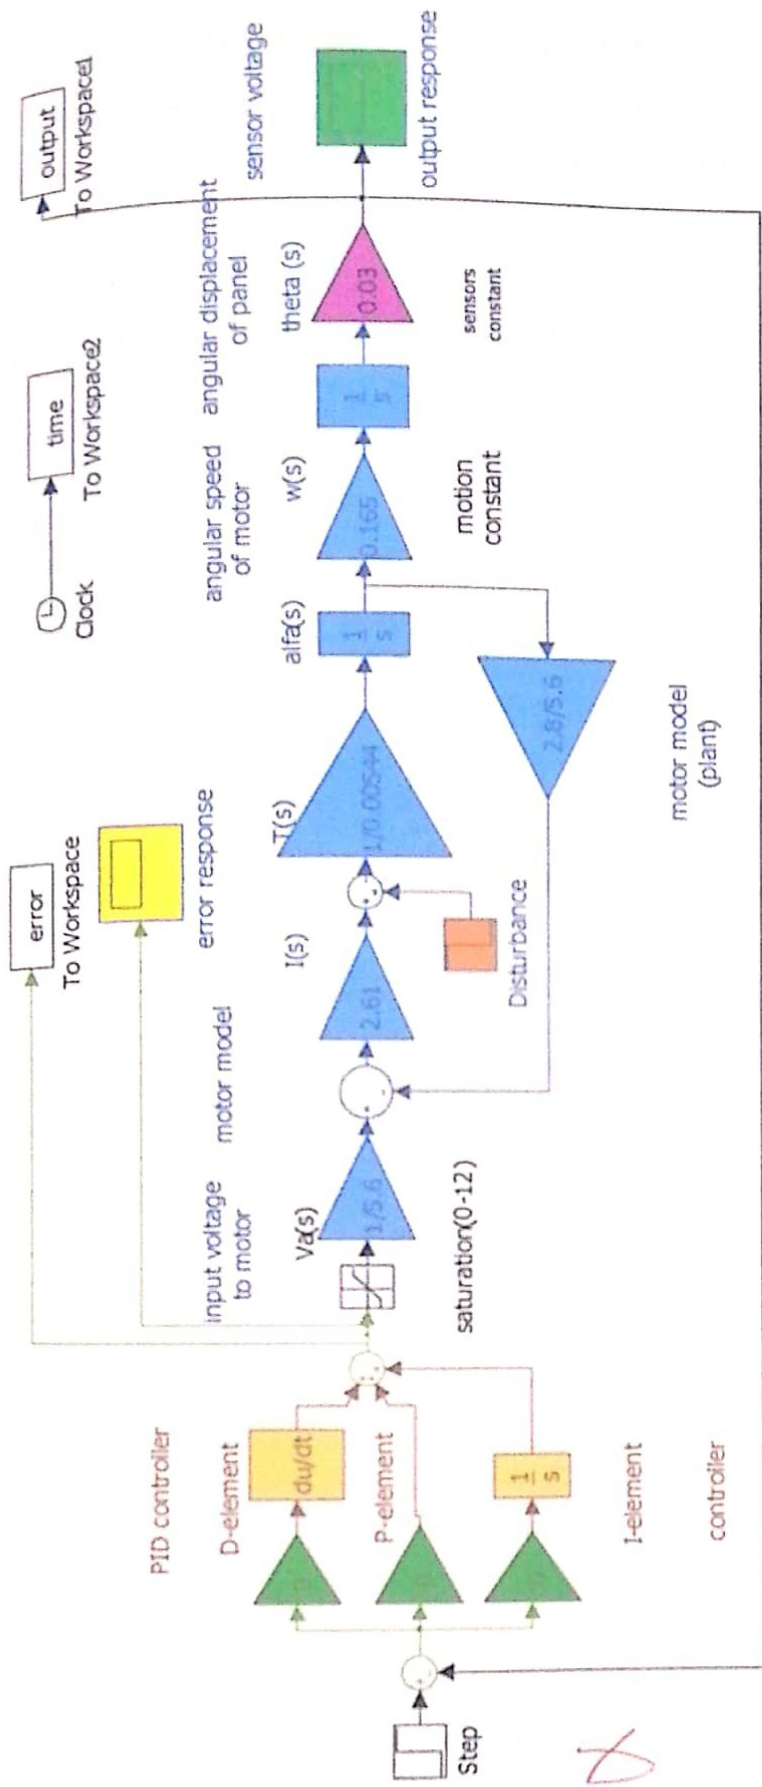 output
To Workspace1
time
Clock
To Workspace2
error
To Workspace
error response
sensor voltage
output response
angular displacement
of panel
theta (s)
0.03
sensors
constant
1
s
angular speed
of motor
w(s)
0.165
motion
constant
alfa(s)
1
s
T(s)
1/0.00544
2.8/5.6
motor model
(plant)
I(s)
2.61
Disturbance
motor model
input voltage
to motor
Va(s)
1/5.6
saturation(0-12)
PID controller
D-element
du/dt
P-element
1
s
I-element
controller
Step